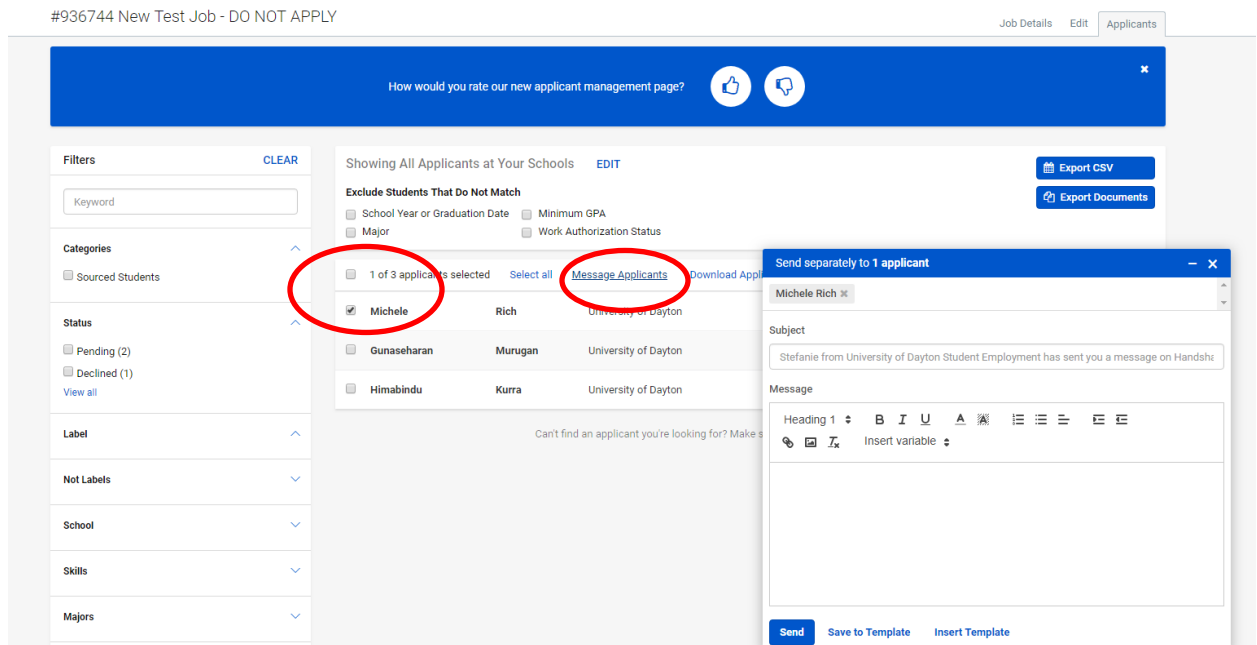 #936744 New Test Job - DO NOT APPLY
Job Details Edit Applicants
How would you rate our new applicant management page?
Filters CLEAR
Keyword
Categories
Sourced Students
Status
Pending (2)
Declined (1)
View all
Label
Not Labels
School
Skills
Majors
Showing All Applicants at Your Schools EDIT
Export CSV
Export Documents
Exclude Students That Do Not Match
School Year or Graduation Date Minimum GPA
Major Work Authorization Status
1 of 3 applicants selected Select all Message Applicants Download Appl
Michele Rich University of Dayton
Gunaseharan Murugan University of Dayton
Himabindu Kurra University of Dayton
Can't find an applicant you're looking for? Make s
Send separately to 1 applicant
Michele Rich
Subject
Stefanie from University of Dayton Student Employment has sent you a message on Handsha
Message
Heading 1 B I U A A
Insert variable
Send Save to Template Insert Template